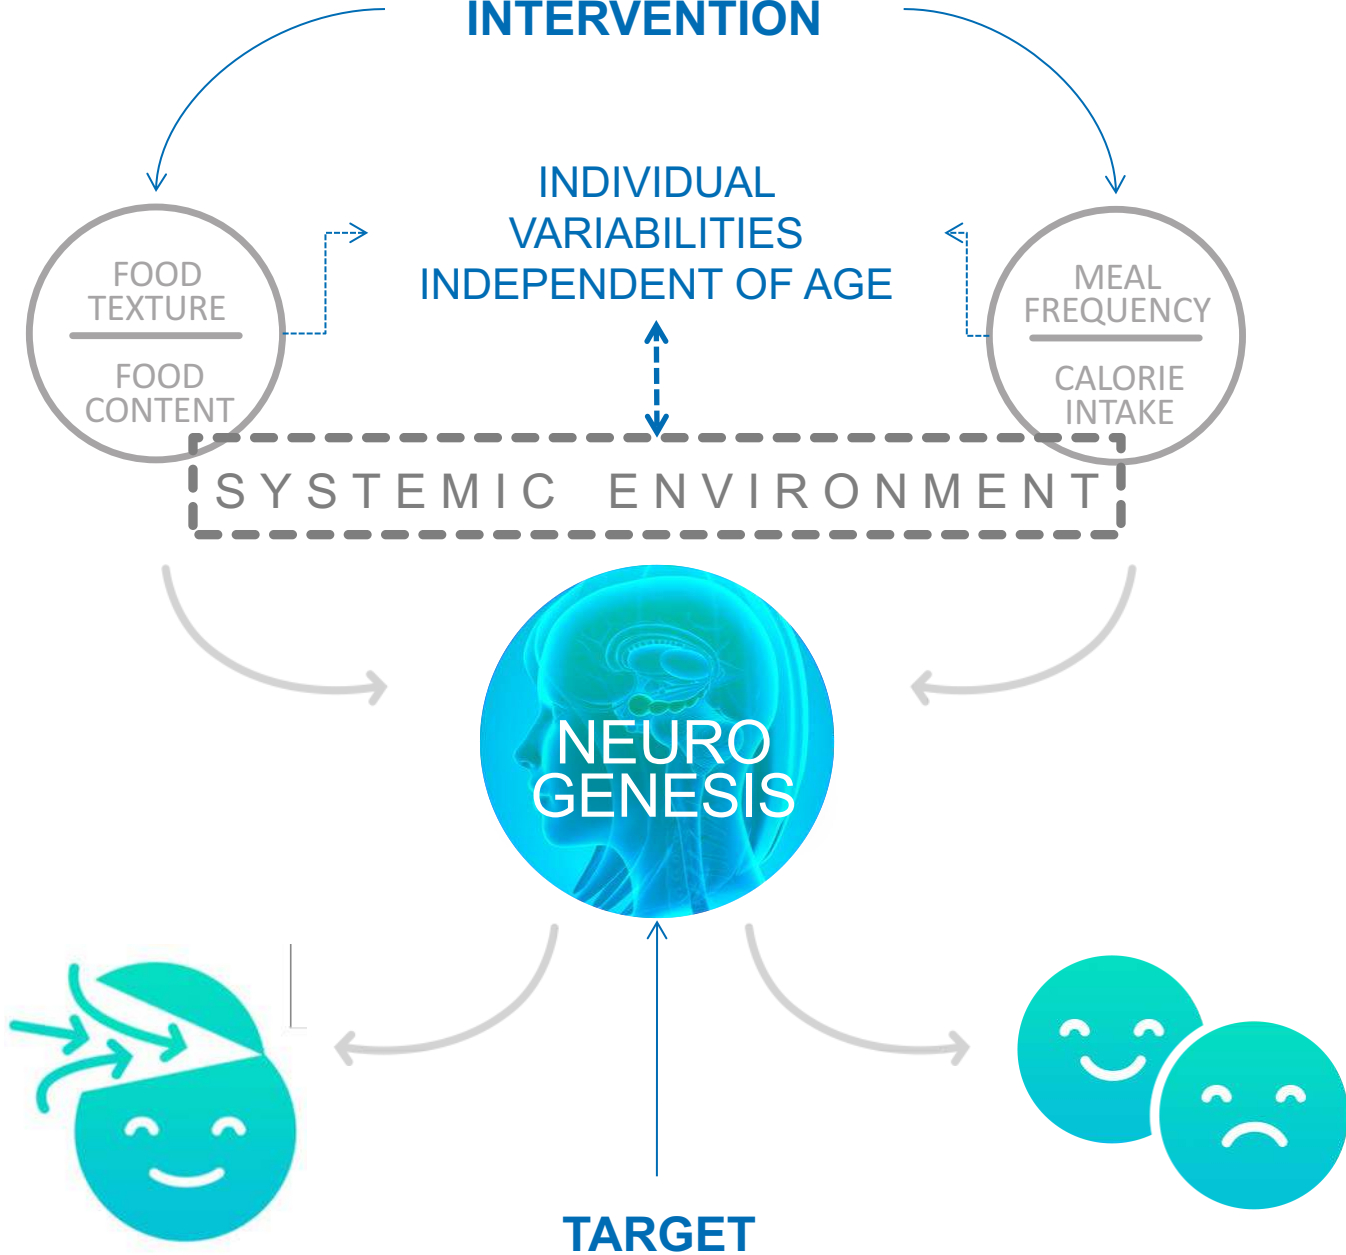 INTERVENTION
INDIVIDUAL
VARIABILITIES
INDEPENDENT OF AGE
FOOD
TEXTURE
FOOD
CONTENT
MEAL
FREQUENCY
CALORIE
INTAKE
SYSTEMIC ENVIRONMENT
NEURO
GENESIS
TARGET